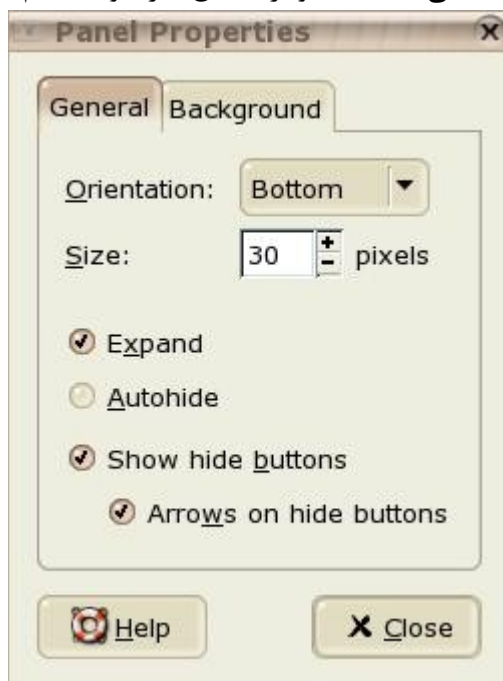 Panel Properties
General Background
Orientation: Bottom
Size: 30 pixels
Expand
Autohide
Show hide buttons
Arrows on hide buttons
Help Close